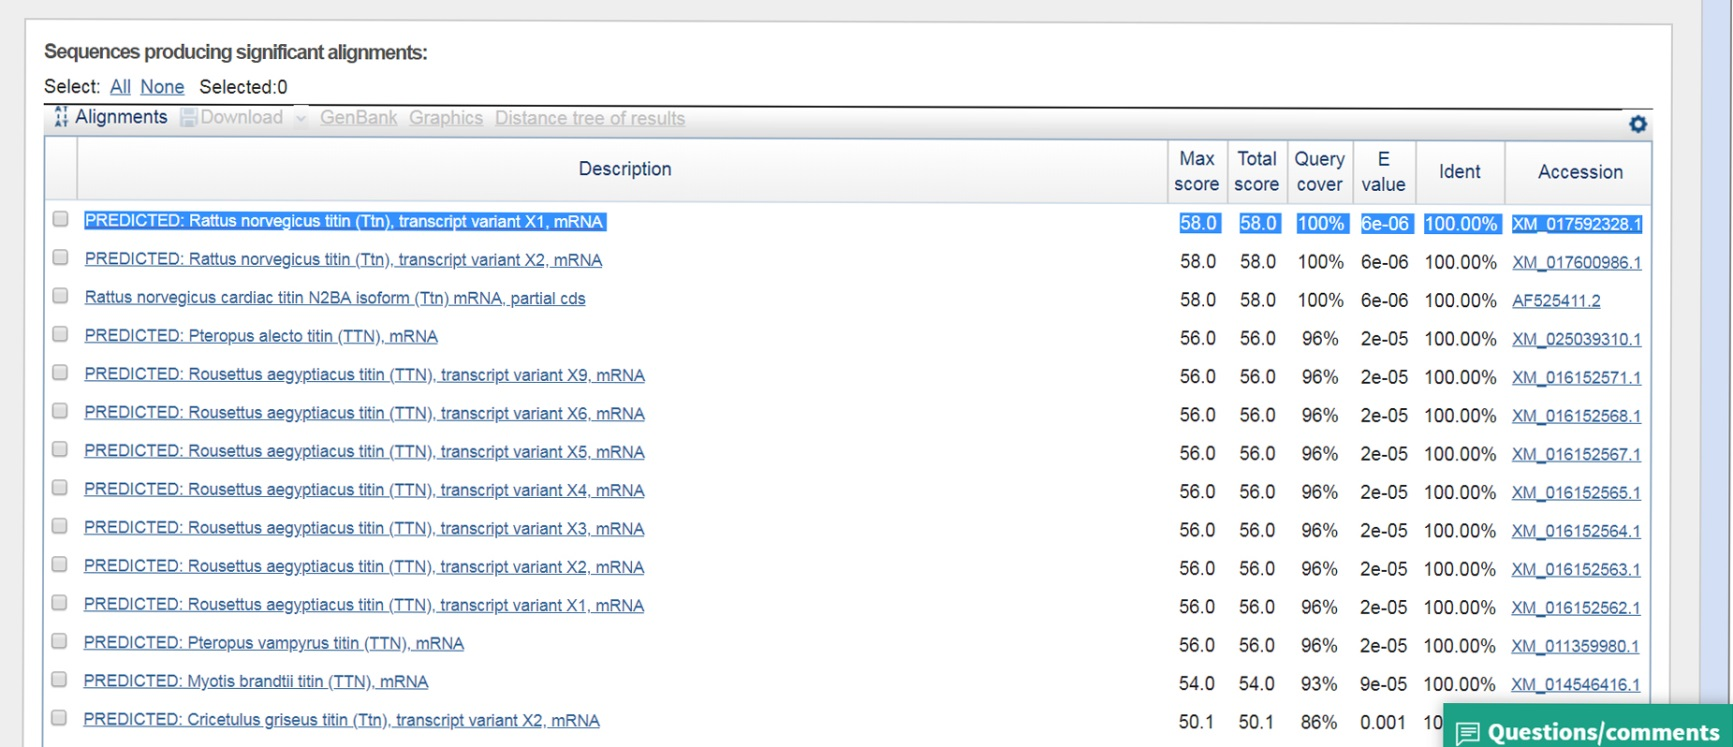 Sequences producing significant alignments:
Select: All None Selected:0
Alignments Download GenBank Graphics Distance tree of results
Description Max score Total score Query cover E value Ident Accession
PREDICTED: Rattus norvegicus titin (Ttn), transcript variant X1, mRNA 58.0 58.0 100% 6e-06 100.00% XM_017592328.1
PREDICTED: Rattus norvegicus titin (Ttn), transcript variant X2, mRNA 58.0 58.0 100% 6e-06 100.00% XM_017600986.1
Rattus norvegicus cardiac titin N2BA isoform (Ttn) mRNA, partial cds 58.0 58.0 100% 6e-06 100.00% AF525411.2
PREDICTED: Pteropus alecto titin (TTN), mRNA 56.0 56.0 96% 2e-05 100.00% XM_025039310.1
PREDICTED: Rousettus aegyptiacus titin (TTN), transcript variant X9, mRNA 56.0 56.0 96% 2e-05 100.00% XM_016152571.1
PREDICTED: Rousettus aegyptiacus titin (TTN), transcript variant X6, mRNA 56.0 56.0 96% 2e-05 100.00% XM_016152568.1
PREDICTED: Rousettus aegyptiacus titin (TTN), transcript variant X5, mRNA 56.0 56.0 96% 2e-05 100.00% XM_016152567.1
PREDICTED: Rousettus aegyptiacus titin (TTN), transcript variant X4, mRNA 56.0 56.0 96% 2e-05 100.00% XM_016152565.1
PREDICTED: Rousettus aegyptiacus titin (TTN), transcript variant X3, mRNA 56.0 56.0 96% 2e-05 100.00% XM_016152564.1
PREDICTED: Rousettus aegyptiacus titin (TTN), transcript variant X2, mRNA 56.0 56.0 96% 2e-05 100.00% XM_016152563.1
PREDICTED: Rousettus aegyptiacus titin (TTN), transcript variant X1, mRNA 56.0 56.0 96% 2e-05 100.00% XM_016152562.1
PREDICTED: Pteropus vampyrus titin (TTN), mRNA 56.0 56.0 96% 2e-05 100.00% XM_011359980.1
PREDICTED: Myotis brandtii titin (TTN), mRNA 54.0 54.0 93% 9e-05 100.00% XM_014546416.1
PREDICTED: Cricetulus griseus titin (Ttn), transcript variant X2, mRNA 50.1 50.1 86% 0.001 10
Questions/comments